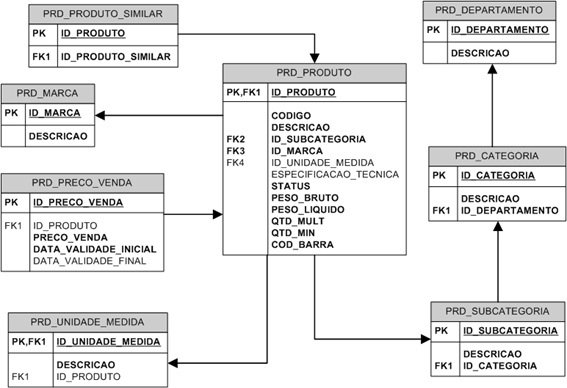 PRD_PRODUTO_SIMILAR
PK ID_PRODUTO
FK1 ID_PRODUTO_SIMILAR
PRD_MARCA
PK ID_MARCA
DESCRICAO
PRD_PRECO_VENDA
PK ID_PRECO_VENDA
FK1 ID_PRODUTO
PRECO_VENDA
DATA_VALIDADE_INICIAL
DATA_VALIDADE_FINAL
PRD_UNIDADE_MEDIDA
PK,FK1 ID_UNIDADE_MEDIDA
DESCRICAO
FK1 ID_PRODUTO
PRD_PRODUTO
PK,FK1 ID_PRODUTO
CODIGO
DESCRICAO
FK2 ID_SUBCATEGORIA
FK3 ID_MARCA
FK4 ID_UNIDADE_MEDIDA
ESPECIFICACAO_TECNICA
STATUS
PESO_BRUTO
PESO_LIQUIDO
QTD_MULT
QTD_MIN
COD_BARRA
PRD_DEPARTAMENTO
PK ID_DEPARTAMENTO
DESCRICAO
PRD_CATEGORIA
PK ID_CATEGORIA
DESCRICAO
FK1 ID_DEPARTAMENTO
PRD_SUBCATEGORIA
PK ID_SUBCATEGORIA
DESCRICAO
FK1 ID_CATEGORIA